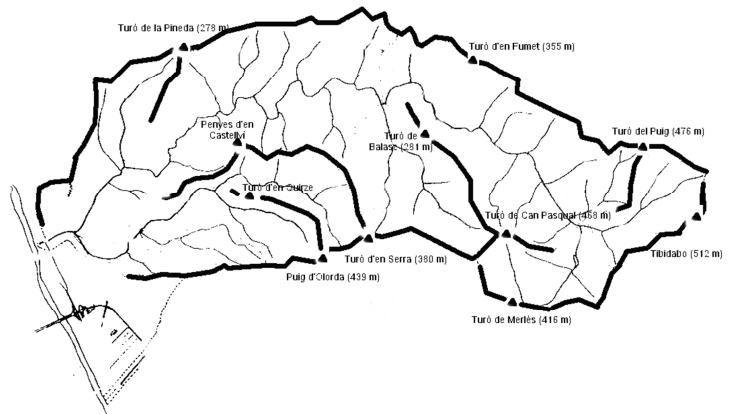 Turó de la Pineda (278 m)
Turó d'en Fumet (355 m)
Penyes d'en
Castellví
Turó de
Balasc (281 m)
Turó del Puig (476 m)
Turó d'en Quirze
Turó de Can Pasqual (468 m)
Turó d'en Serra (380 m)
Tibidabo (512 m)
Puig d'Olorda (439 m)
Turó de Merlès (416 m)